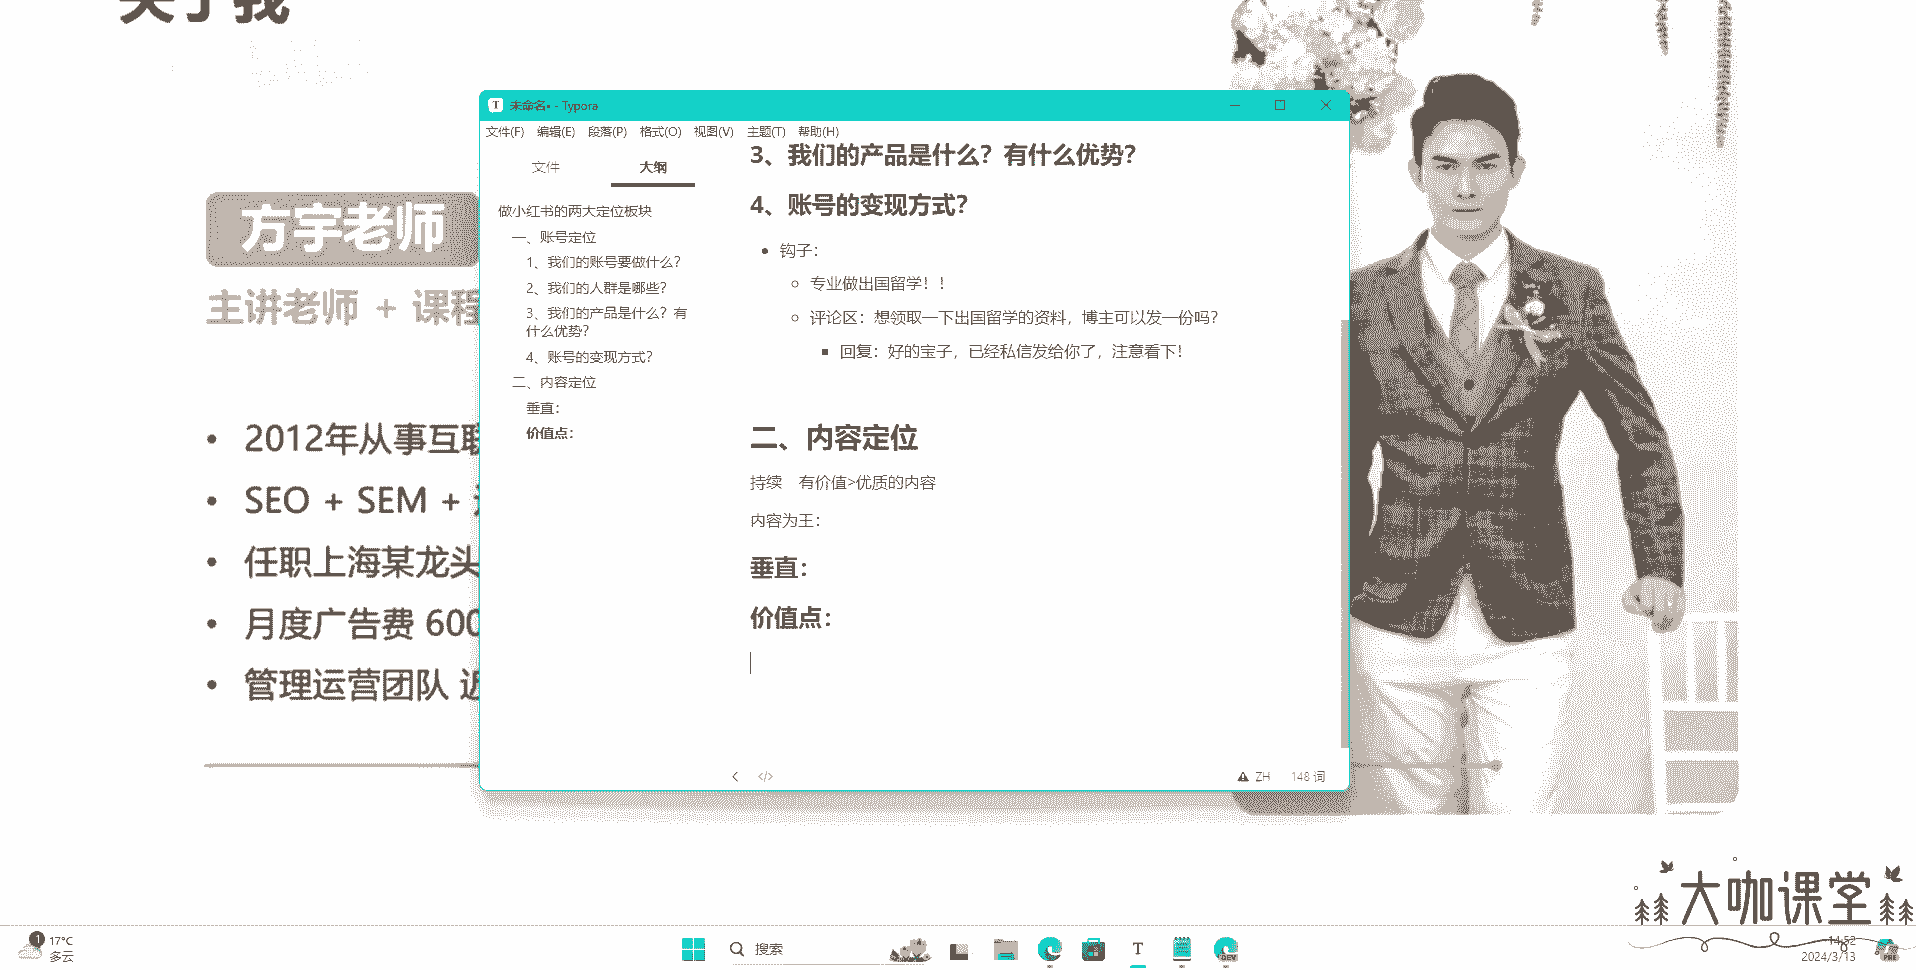 关于我
方宇老师
主讲老师 + 课程
2012年从事互联
SEO + SEM +
任职上海某龙头
月度广告费 600
管理运营团队 近
未命名• - Typora
文件(F) 编辑(E) 段落(P) 格式(O) 视图(V) 主题(T) 帮助(H)
文件 大纲
做小红书的两大定位板块
一、账号定位
1、我们的账号要做什么？
2、我们的人群是哪些？
3、我们的产品是什么？有
什么优势？
4、账号的变现方式？
二、内容定位
垂直：
价值点：
3、我们的产品是什么？有什么优势？
4、账号的变现方式？
钩子：
专业做出国留学！！
评论区：想领取一下出国留学的资料，博主可以发一份吗？
回复：好的宝子，已经私信发给你了，注意看下！
二、内容定位
持续 有价值>优质的内容
内容为王：
垂直：
价值点：
ZH 148 词
大咖课堂
1 17°C
多云
搜索
DEV
14:52
2024/3/13
PRE